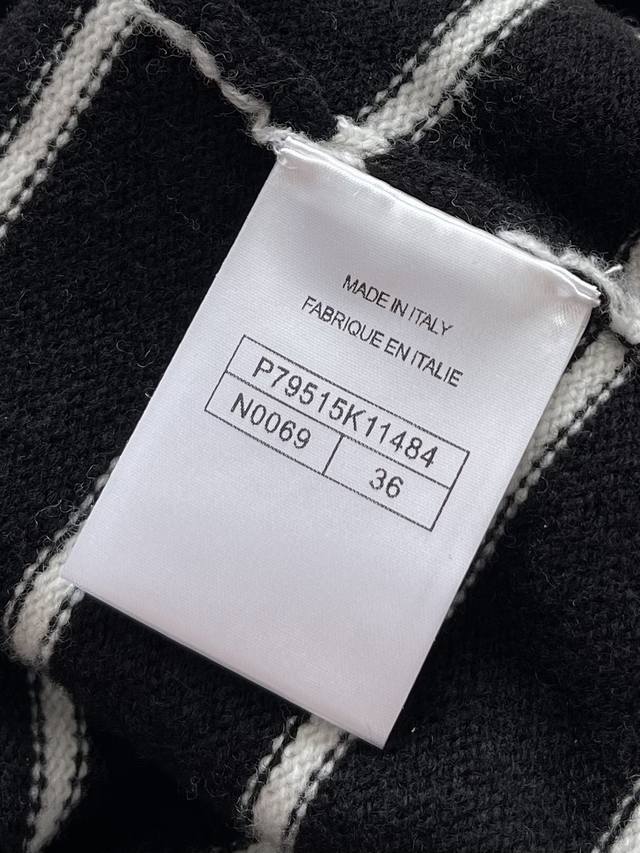 MADE IN ITALY
FABRIQUE EN ITALIE
P79515K11484
N0069 36